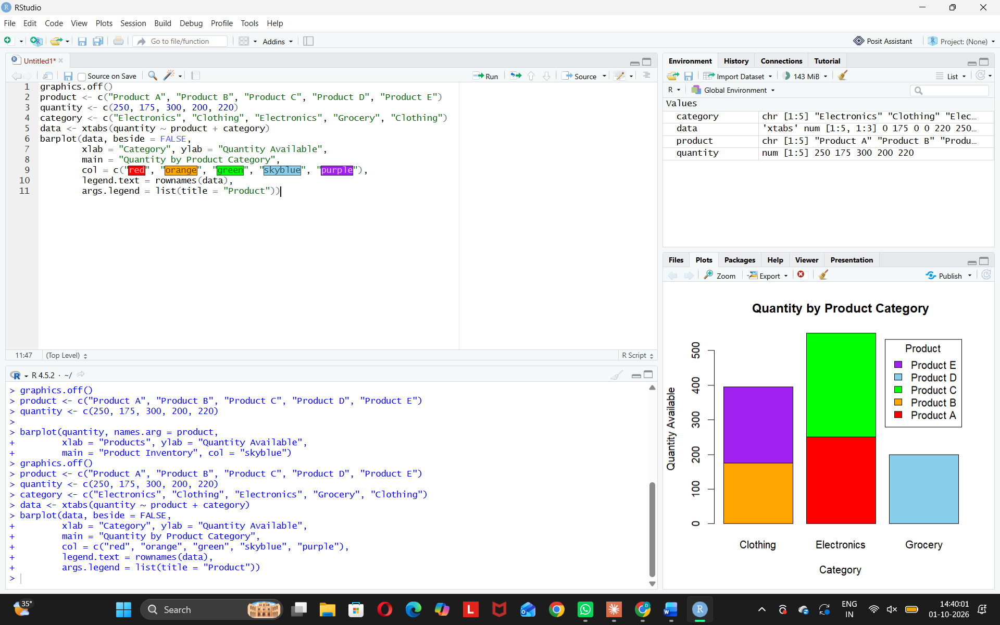 RStudio
File Edit Code View Plots Session Build Debug Profile Tools Help
Go to file/function Addins Posit Assistant Project: (None)
Untitled1*
Source on Save Run Source
1 graphics.off()
2 product <- c("Product A", "Product B", "Product C", "Product D", "Product E")
3 quantity <- c(250, 175, 300, 200, 220)
4 category <- c("Electronics", "Clothing", "Electronics", "Grocery", "Clothing")
5 data <- xtabs(quantity ~ product + category)
6 barplot(data, beside = FALSE,
7 xlab = "Category", ylab = "Quantity Available",
8 main = "Quantity by Product Category",
9 col = c("red", "orange", "green", "skyblue", "purple"),
10 legend.text = rownames(data),
11 args.legend = list(title = "Product"))
11:47 (Top Level) R Script
R 4.5.2 · ~/
> graphics.off()
> product <- c("Product A", "Product B", "Product C", "Product D", "Product E")
> quantity <- c(250, 175, 300, 200, 220)
>
> barplot(quantity, names.arg = product,
+ xlab = "Products", ylab = "Quantity Available",
+ main = "Product Inventory", col = "skyblue")
> graphics.off()
> product <- c("Product A", "Product B", "Product C", "Product D", "Product E")
> quantity <- c(250, 175, 300, 200, 220)
> category <- c("Electronics", "Clothing", "Electronics", "Grocery", "Clothing")
> data <- xtabs(quantity ~ product + category)
> barplot(data, beside = FALSE,
+ xlab = "Category", ylab = "Quantity Available",
+ main = "Quantity by Product Category",
+ col = c("red", "orange", "green", "skyblue", "purple"),
+ legend.text = rownames(data),
+ args.legend = list(title = "Product"))
>
Environment History Connections Tutorial
Import Dataset 143 MiB List
R Global Environment
Values
category chr [1:5] "Electronics" "Clothing" "Elec…
data 'xtabs' num [1:5, 1:3] 0 175 0 0 220 250…
product chr [1:5] "Product A" "Product B" "Produ…
quantity num [1:5] 250 175 300 200 220
Files Plots Packages Help Viewer Presentation
Zoom Export Publish
Quantity by Product Category
Quantity Available
500
400
300
200
100
0
Product
Product E
Product D
Product C
Product B
Product A
Clothing Electronics Grocery
Category
35°
Search
L
W
R
ENG
IN
14:40:01
01-10-2026